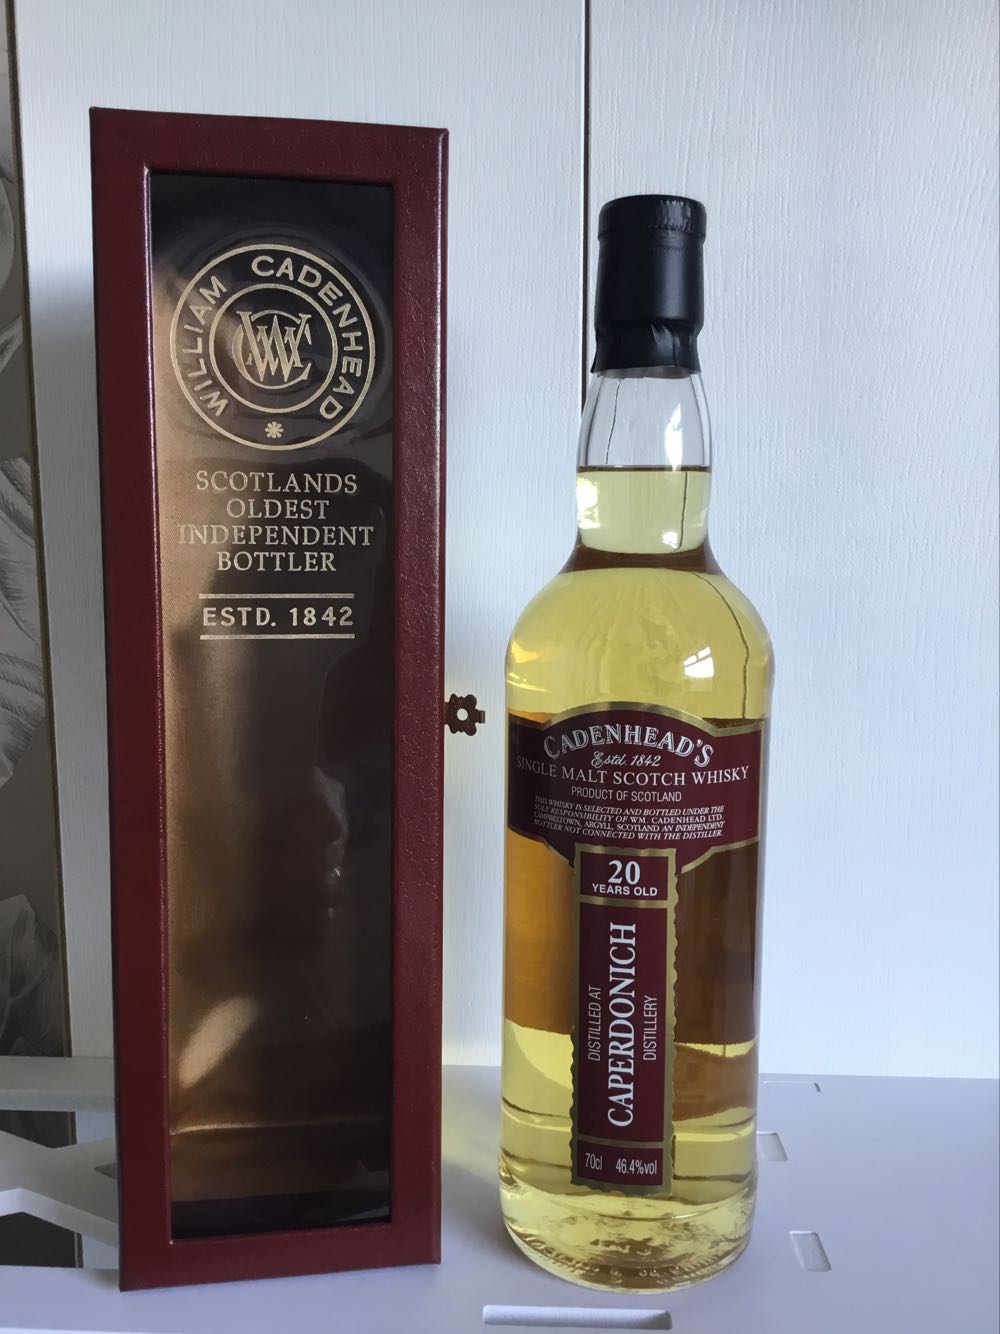 WILLIAM CADENHEAD
WC
SCOTLANDS
OLDEST
INDEPENDENT
BOTTLER
ESTD. 1842
CADENHEAD'S
Estd. 1842
SINGLE MALT SCOTCH WHISKY
PRODUCT OF SCOTLAND
THIS WHISKY IS SELECTED AND BOTTLED UNDER THE
SOLE RESPONSIBILITY OF WM. CADENHEAD LTD.
CAMPBELTOWN, ARGYLL, SCOTLAND AN INDEPENDENT
BOTTLER NOT CONNECTED WITH THE DISTILLER.
20
YEARS OLD
DISTILLED AT
CAPERDONICH
DISTILLERY
70cl 46.4%vol